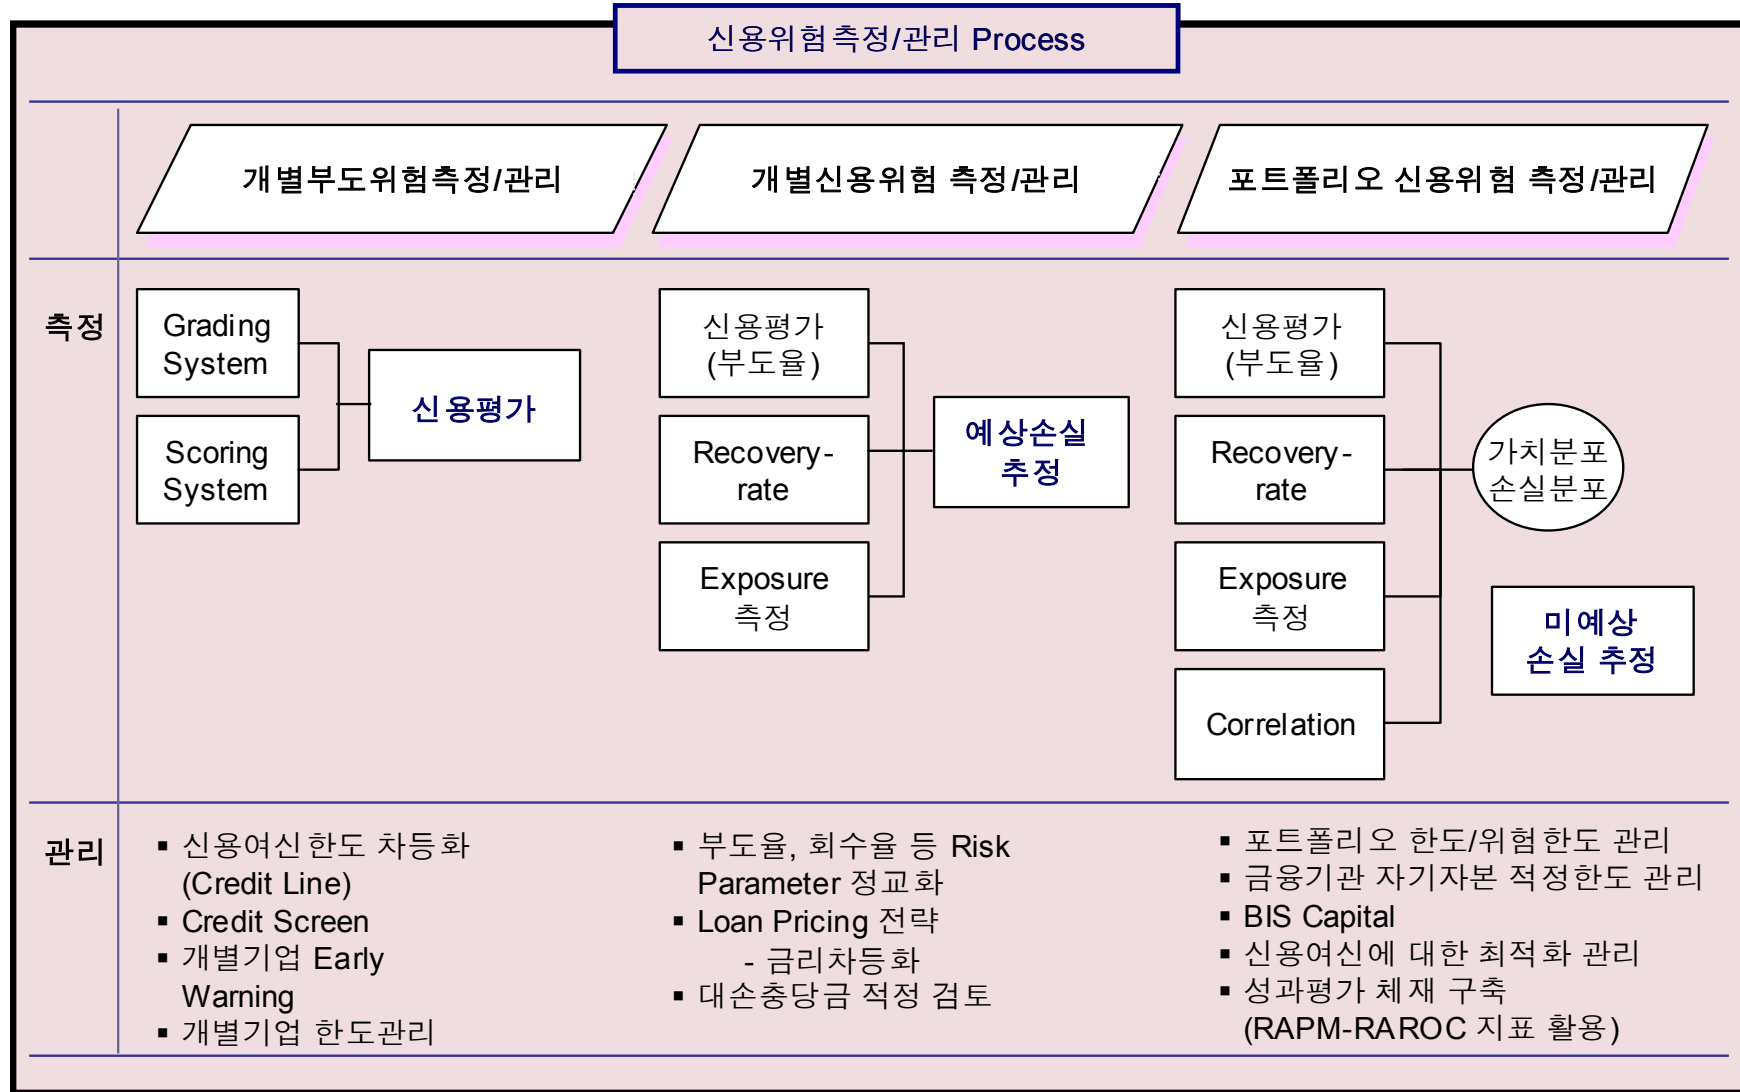 신용위험측정/관리 Process
개별부도위험측정/관리
개별신용위험 측정/관리
포트폴리오 신용위험 측정/관리
측정
Grading
System
Scoring
System
신용평가
신용평가
(부도율)
Recovery-
rate
Exposure
측정
예상손실
추정
신용평가
(부도율)
Recovery-
rate
Exposure
측정
Correlation
가치분포
손실분포
미예상
손실 추정
관리
▪ 신용여신한도 차등화
(Credit Line)
▪ Credit Screen
▪ 개별기업 Early
Warning
▪ 개별기업 한도관리
▪ 부도율, 회수율 등 Risk
Parameter 정교화
▪ Loan Pricing 전략
- 금리차등화
▪ 대손충당금 적정 검토
▪ 포트폴리오 한도/위험한도 관리
▪ 금융기관 자기자본 적정한도 관리
▪ BIS Capital
▪ 신용여신에 대한 최적화 관리
▪ 성과평가 체재 구축
(RAPM-RAROC 지표 활용)